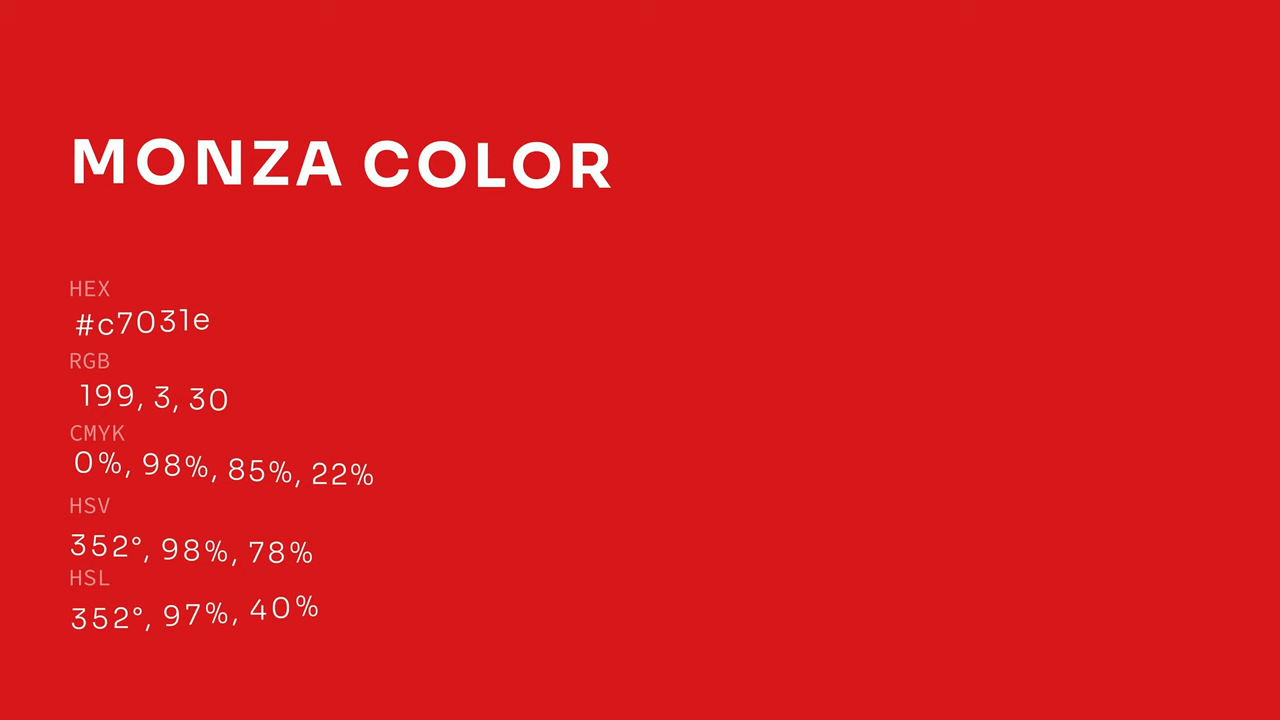 MONZA COLOR
HEX
#c7031e
RGB
199, 3, 30
CMYK
0%, 98%, 85%, 22%
HSV
352°, 98%, 78%
HSL
352°, 97%, 40%